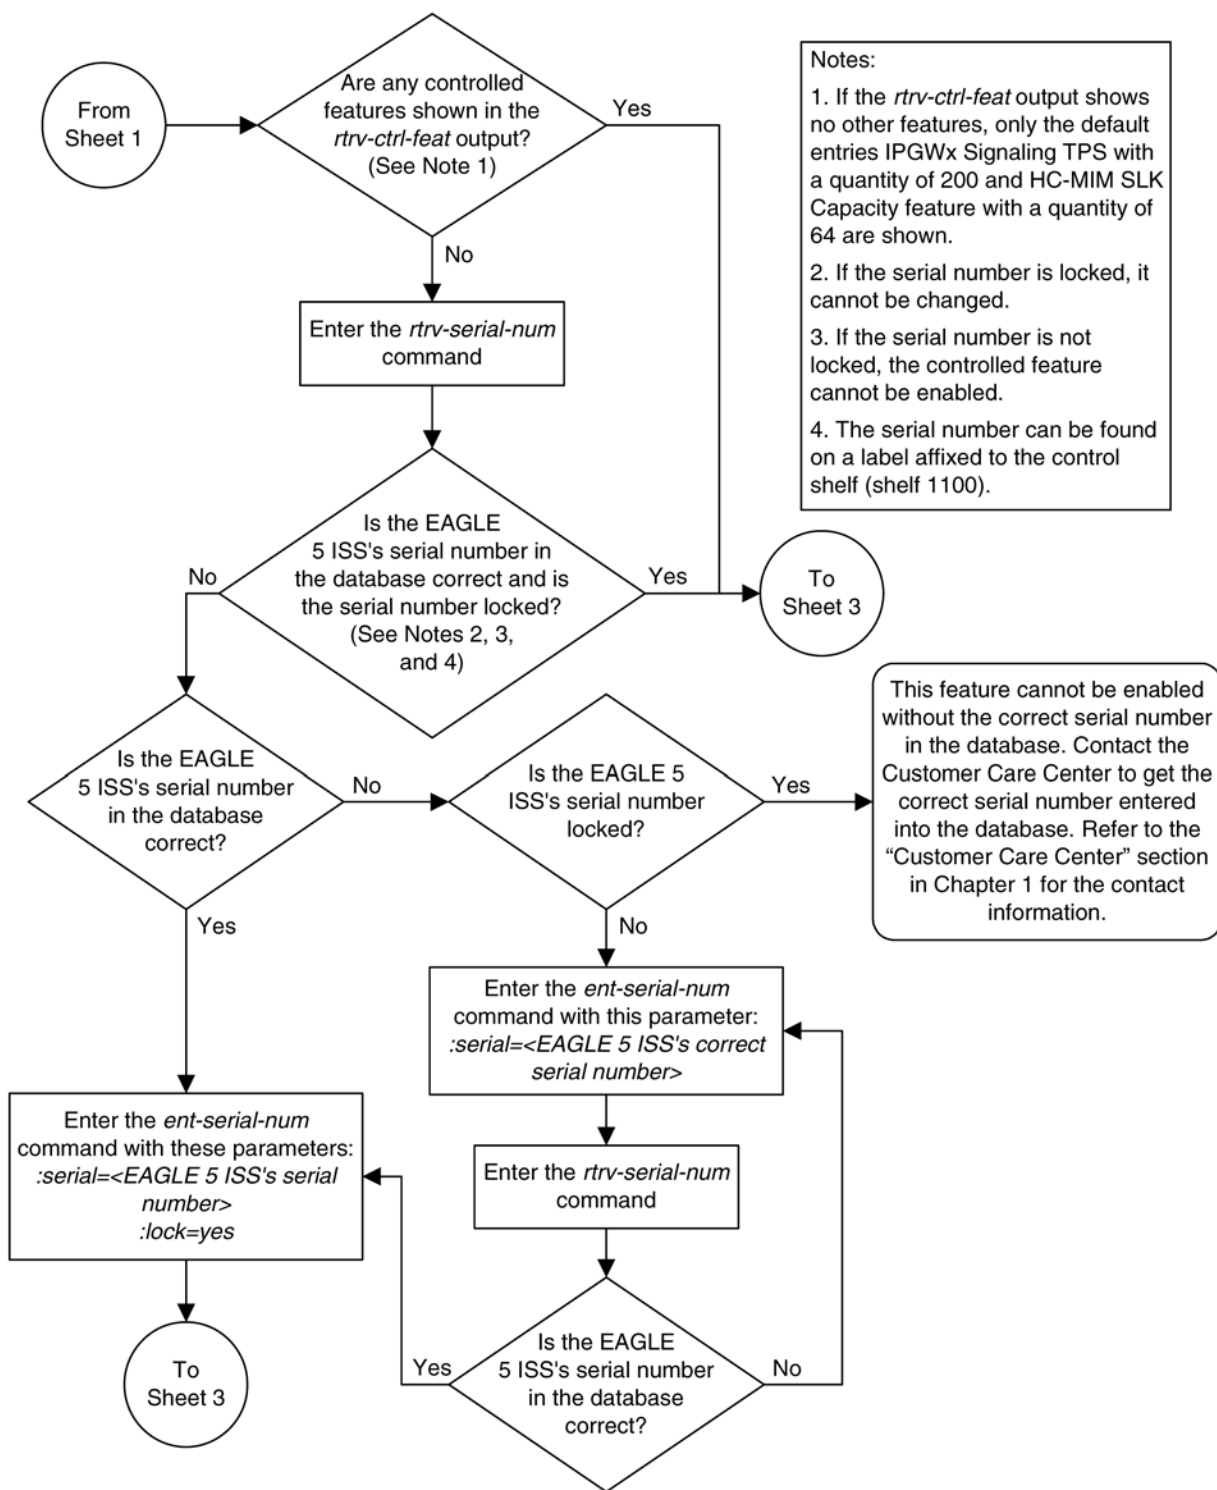 From
Sheet 1
Are any controlled
features shown in the
rtrv-ctrl-feat output?
(See Note 1)
Yes
No
Notes:
1. If the rtrv-ctrl-feat output shows
no other features, only the default
entries IPGWx Signaling TPS with
a quantity of 200 and HC-MIM SLK
Capacity feature with a quantity of
64 are shown.
2. If the serial number is locked, it
cannot be changed.
3. If the serial number is not
locked, the controlled feature
cannot be enabled.
4. The serial number can be found
on a label affixed to the control
shelf (shelf 1100).
Enter the rtrv-serial-num
command
Is the EAGLE
5 ISS's serial number in
the database correct and is
the serial number locked?
(See Notes 2, 3,
and 4)
No
Yes
To
Sheet 3
Is the EAGLE
5 ISS's serial number
in the database
correct?
No
Yes
Is the EAGLE 5
ISS's serial number
locked?
Yes
No
This feature cannot be enabled
without the correct serial number
in the database. Contact the
Customer Care Center to get the
correct serial number entered
into the database. Refer to the
“Customer Care Center” section
in Chapter 1 for the contact
information.
Enter the ent-serial-num
command with this parameter:
:serial=<EAGLE 5 ISS's correct
serial number>
Enter the ent-serial-num
command with these parameters:
:serial=<EAGLE 5 ISS's serial
number>
:lock=yes
Enter the rtrv-serial-num
command
Is the EAGLE
5 ISS's serial number
in the database
correct?
Yes
No
To
Sheet 3